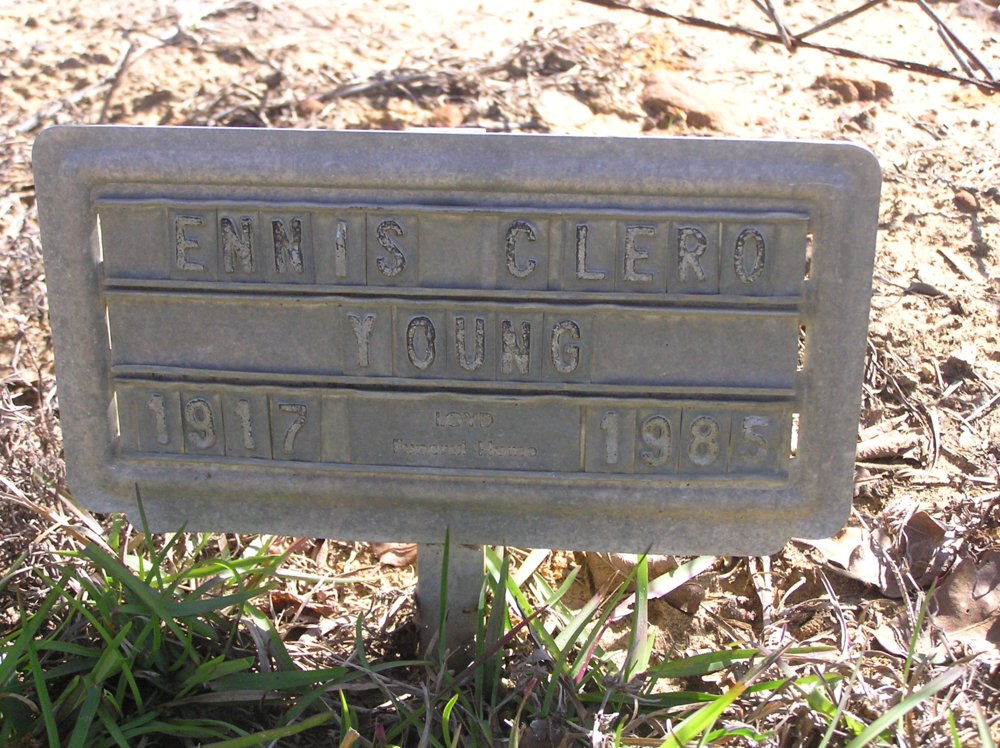 ENNIS CLERO
YOUNG
1917 LOYD 1985
Funeral Home